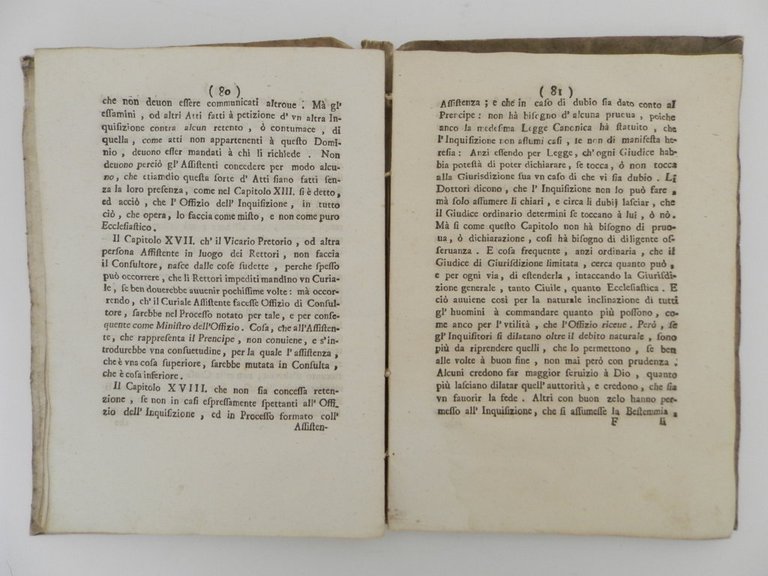 ( 80 )
che non deuon essere communicati altroue. Mà gl'
essamini, od altri Atti fatti à petizione d' vn altra In-
quisizione contra alcun retento, ò contumace, di
quella, come atti non appartenenti à questo Domi-
nio, deuono esser mandati à chi li richiede. Non
deuono perciò gl' Assistenti concedere per modo alcu-
no, che etiamdio questa sorte d' Atti siano fatti sen-
za la loro presenza, come nel Capitolo XIII. si è detto,
ed acciò, che l' Offizio dell' Inquisizione, in tutto
ciò, che opera, lo faccia come misto, e non come puro
Ecclesiastico.
Il Capitolo XVII. ch' il Vicario Pretorio, od altra
persona Assistente in luogo dei Rettori, non faccia
il Consultore, nasce dalle cose sudette, perche spesso
può occorrere, che li Rettori impediti mandino vn Curia-
le, se ben douerebbe auuenir pochissime volte: mà occor-
rendo, ch' il Curiale Assistente facesse Offizio di Consul-
tore, sarebbe nel Processo notato per tale, e per conse-
quente come Ministro dell'Offizio. Cosa, che all'Assisten-
te, che rappresenta il Prencipe, non conuiene, e s'in-
trodurebbe vna consuetudine, per la quale l' assistenza,
che è vna cosa superiore, sarebbe mutata in Consulta,
che è cosa inferiore.
Il Capitolo XVIII. che non sia concessa reten-
zione, se non in casi espressamente spettanti all' Offi-
zio dell' Inquisizione, ed in Processo formato coll'
Assisten-
( 81 )
Assistenza; e che in caso di dubio sia dato conto al
Prencipe: non hà bisogno d'alcuna prueua, poiche
anco la medesima Legge Canonica hà statuito, che
l' Inquisizione non assumi casi, se non di manifesta he-
resia: Anzi essendo per Legge, ch'ogni Giudice hab-
bia potestà di poter dichiarare, se tocca, ò non tocca
alla Giurisdizione sua vn caso di che vi sia dubio. Li
Dottori dicono, che l' Inquisizione non lo può fare,
mà solo assumere li chiari, e circa li dubij lasciar, che
il Giudice ordinario determini se toccano à lui, ò nò.
Mà sì come questo Capitolo non hà bisogno di pruo-
ua, ò dichiarazione, così hà bisogno di diligente os-
seruanza. E cosa frequente, anzi ordinaria, che il
Giudice di Giurisdizione limitata, cerca quanto può,
e per ogni via, di estenderla, intaccando la Giurisdi-
zione generale, tanto Ciuile, quanto Ecclesiastica. E
ciò auuiene così per la naturale inclinazione di tutti
gl' huomini à commandare quanto più possono, co-
me anco per l'vtilità, che l'Offizio riceue. Però, se
gl' Inquisitori si dilatano oltre il debito naturale, sono
più da riprendere quelli, che lo permettono, se ben
alle volte à buon fine, non mai però con prudenza.
Alcuni credono far maggior seruizio à Dio, quanto
più lasciano dilatar quell' auttorità, e credono, che sia
vn fauorir la fede. Altri con buon zelo hanno per-
messo all' Inquisizione, che si assumesse la Bestemmia,
F li